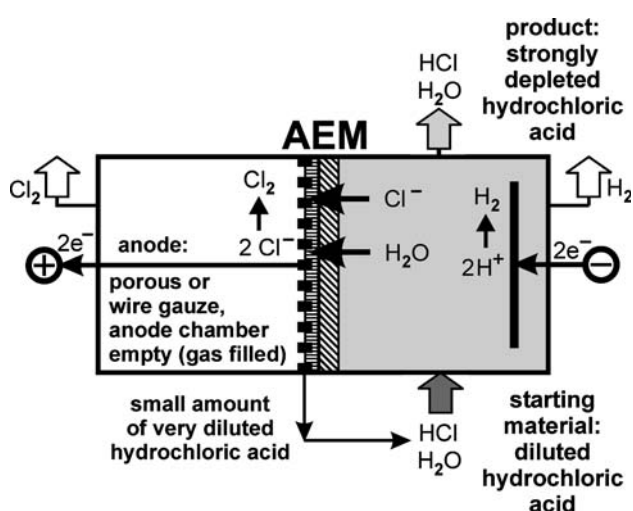 product:
strongly
depleted
hydrochloric
acid
HCl
H₂O
AEM
Cl₂
Cl₂
Cl⁻
H₂
H₂
2e⁻
anode:
2 Cl⁻
H₂O
2H⁺
2e⁻
+
−
porous or
wire gauze,
anode chamber
empty (gas filled)
small amount
of very diluted
hydrochloric acid
HCl
H₂O
starting
material:
diluted
hydrochloric
acid